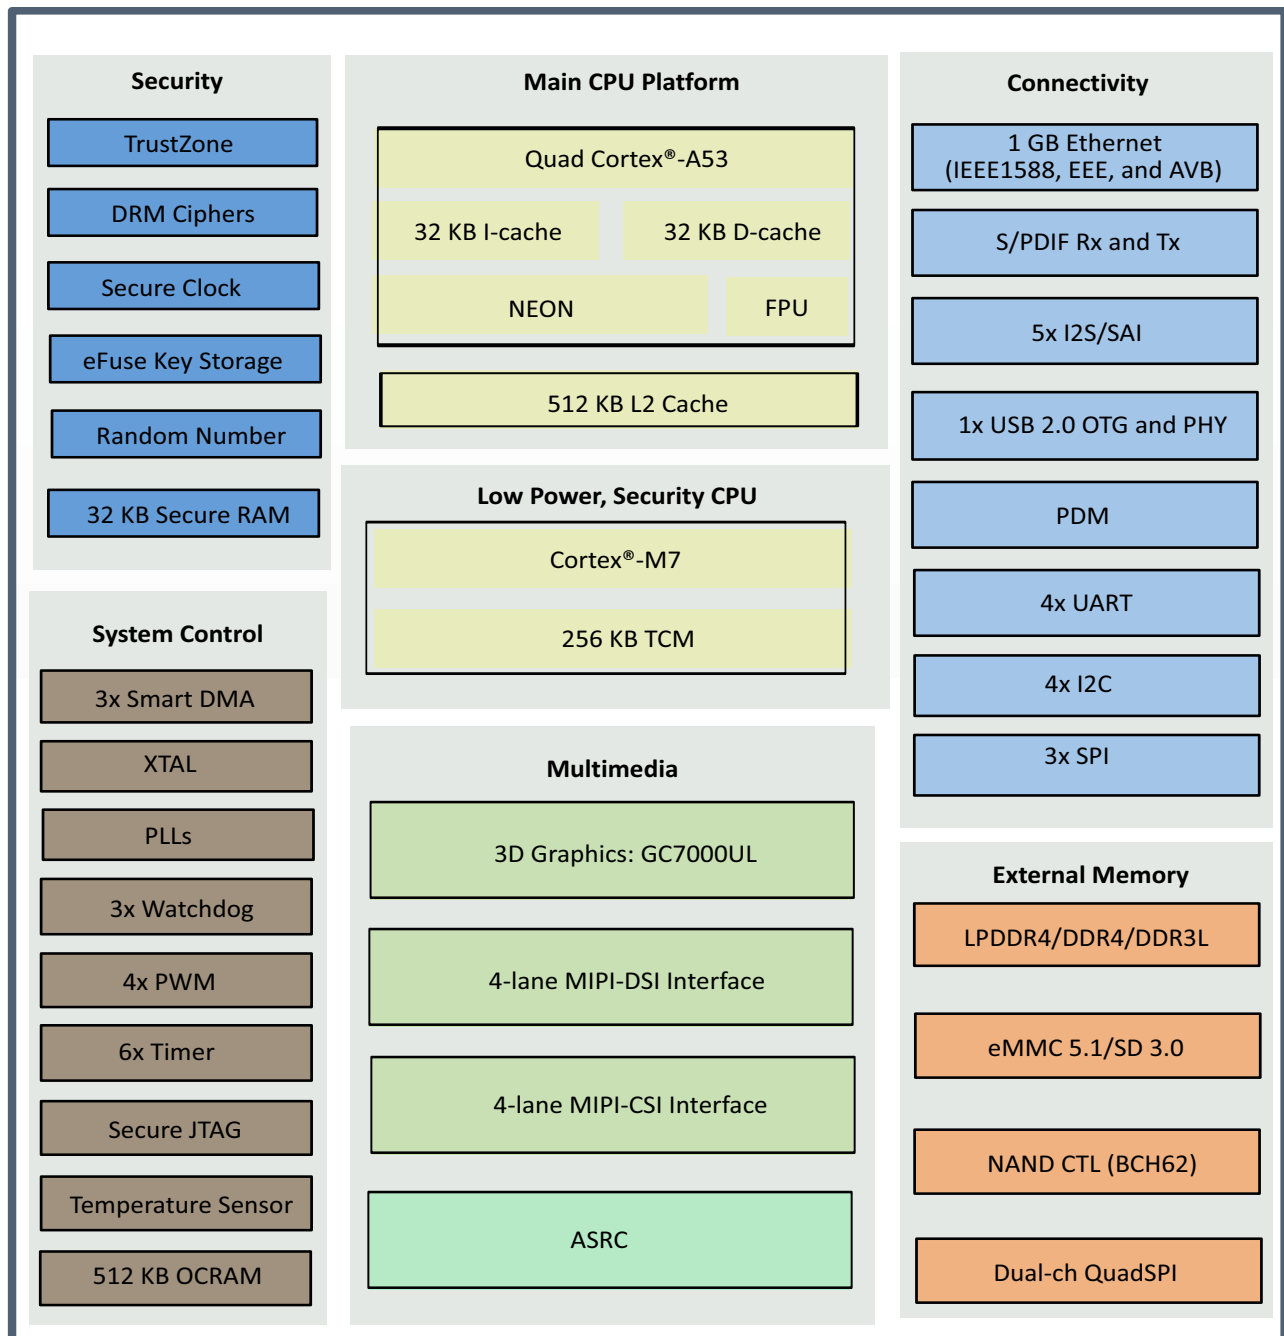 Security
TrustZone
DRM Ciphers
Secure Clock
eFuse Key Storage
Random Number
32 KB Secure RAM
System Control
3x Smart DMA
XTAL
PLLs
3x Watchdog
4x PWM
6x Timer
Secure JTAG
Temperature Sensor
512 KB OCRAM
Main CPU Platform
Quad Cortex®-A53
32 KB I-cache
32 KB D-cache
NEON
FPU
512 KB L2 Cache
Low Power, Security CPU
Cortex®-M7
256 KB TCM
Multimedia
3D Graphics: GC7000UL
4-lane MIPI-DSI Interface
4-lane MIPI-CSI Interface
ASRC
Connectivity
1 GB Ethernet
(IEEE1588, EEE, and AVB)
S/PDIF Rx and Tx
5x I2S/SAI
1x USB 2.0 OTG and PHY
PDM
4x UART
4x I2C
3x SPI
External Memory
LPDDR4/DDR4/DDR3L
eMMC 5.1/SD 3.0
NAND CTL (BCH62)
Dual-ch QuadSPI